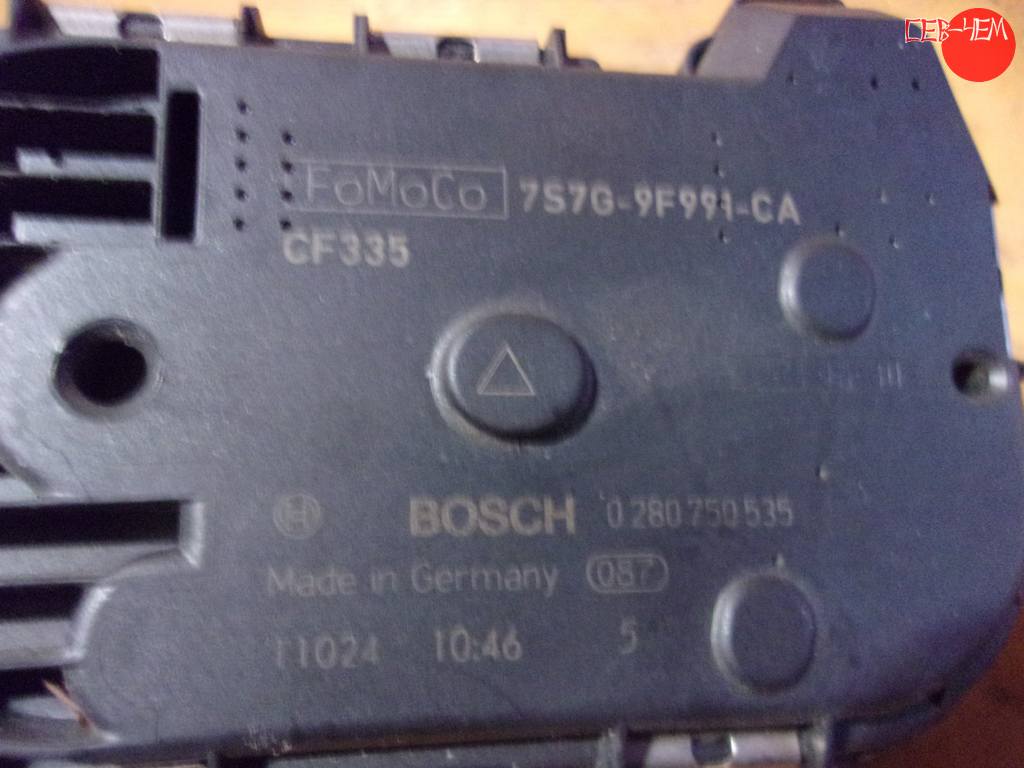 СЕВ-ЧЕМ
FoMoCo 7S7G-9F991-CA
CF335
BOSCH 0 280 750 535
Made in Germany 087
11024 10:46 5